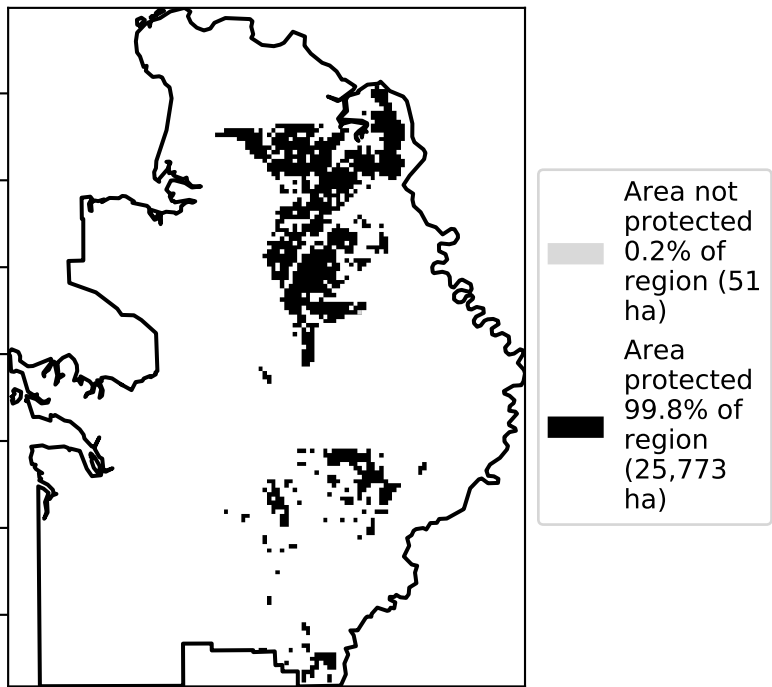 Area not
protected
0.2% of
region (51
ha)
Area
protected
99.8% of
region
(25,773
ha)